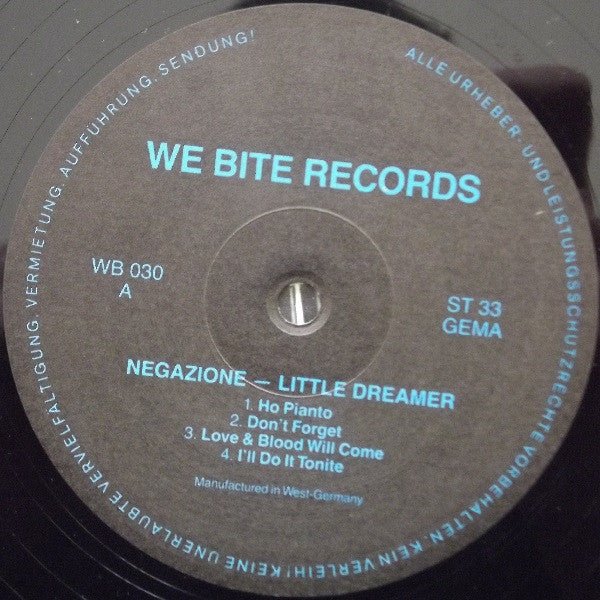 ALLE URHEBER- UND LEISTUNGSSCHUTZRECHTE VORBEHALTEN. KEIN VERLEIH! KEINE UNERLAUBTE VERVIELFÄLTIGUNG, VERMIETUNG, AUFFÜHRUNG, SENDUNG!
WE BITE RECORDS
WB 030
A
ST 33
GEMA
NEGAZIONE — LITTLE DREAMER
1. Ho Pianto
2. Don't Forget
3. Love & Blood Will Come
4. I'll Do It Tonite
Manufactured in West-Germany